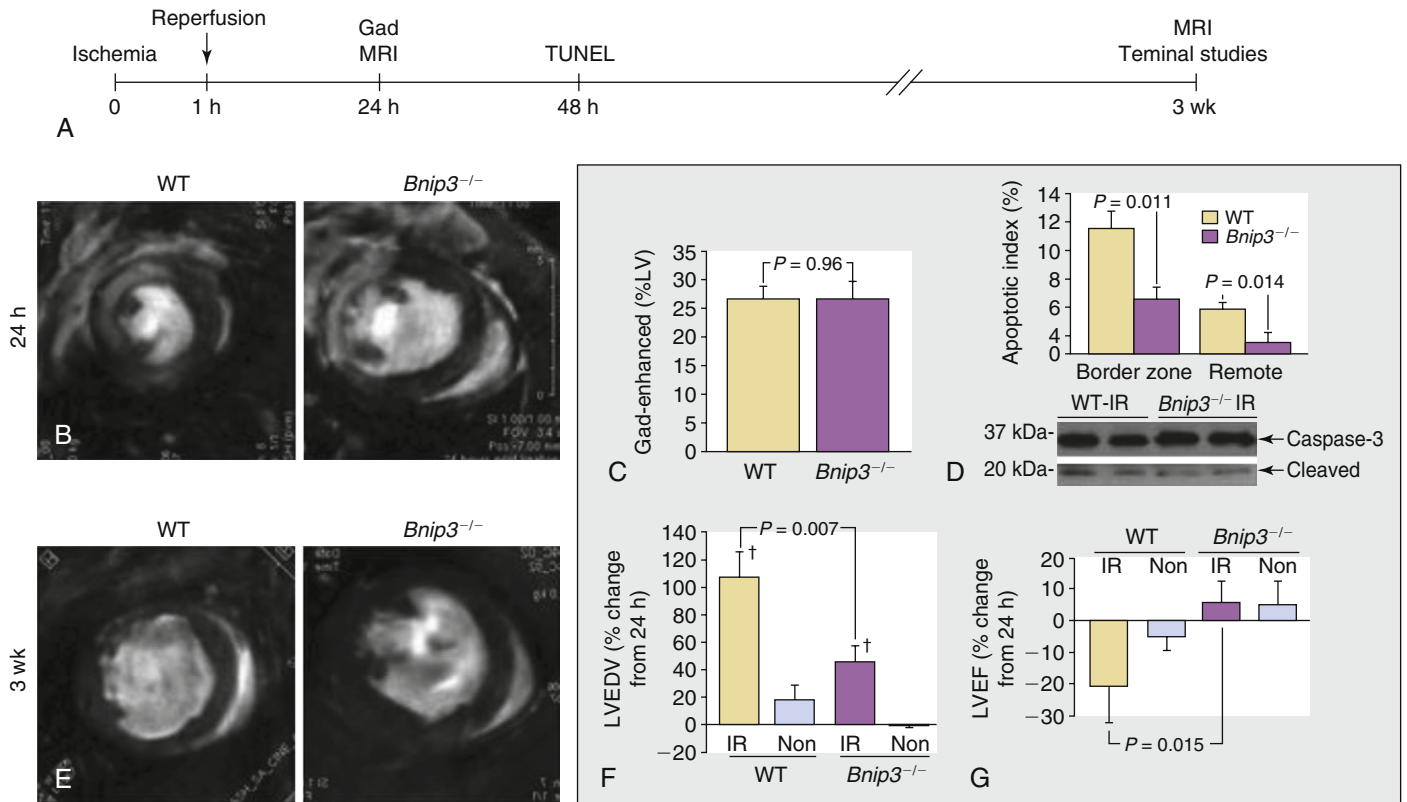 Reperfusion
Ischemia
Gad
MRI
TUNEL
MRI
Teminal studies
0
1 h
24 h
48 h
3 wk
A
WT
Bnip3−/−
24 h
B
35
30
25
20
15
10
5
0
Gad-enhanced (%LV)
P = 0.96
WT
Bnip3−/−
C
14
12
10
8
6
4
0
Apoptotic index (%)
P = 0.011
WT
Bnip3−/−
P = 0.014
Border zone
Remote
WT-IR
Bnip3−/− IR
37 kDa-
Caspase-3
20 kDa-
Cleaved
D
WT
Bnip3−/−
3 wk
E
140
120
100
80
60
40
20
0
−20
LVEDV (% change
from 24 h)
P = 0.007
†
†
IR
Non
IR
Non
WT
Bnip3−/−
F
WT
Bnip3−/−
IR
Non
IR
Non
20
10
0
−10
−20
−30
LVEF (% change
from 24 h)
P = 0.015
G